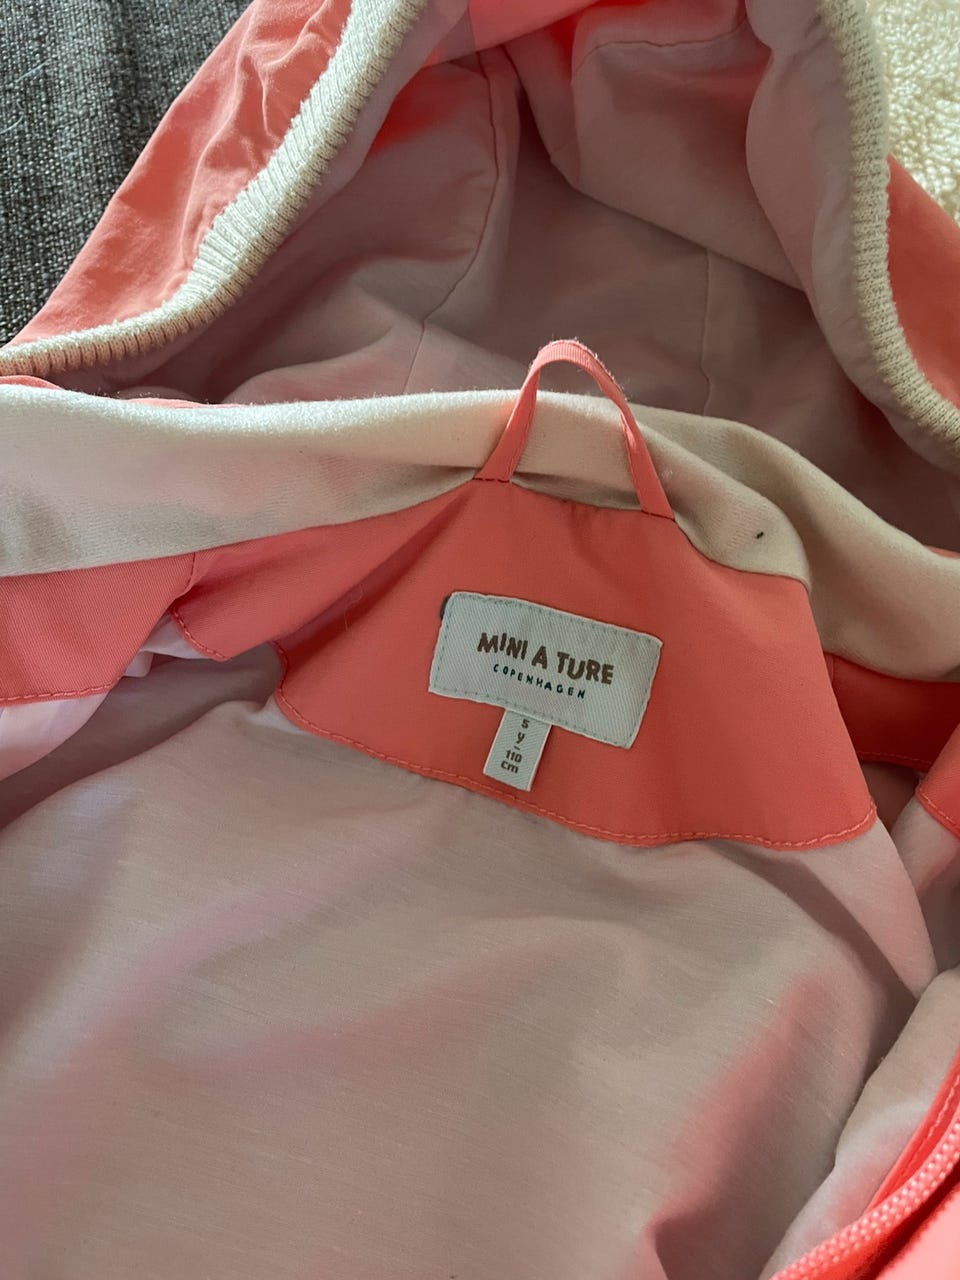 MINI A TURE
COPENHAGEN
5
y
110
cm